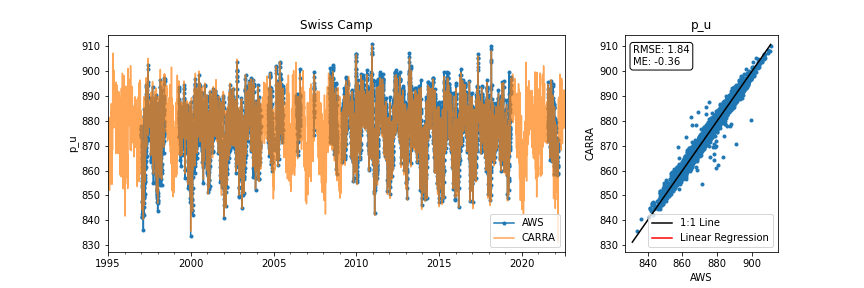 Swiss Camp
p_u
910
900
890
880
870
860
850
840
830
p_u
1995
2000
2005
2010
2015
2020
AWS
CARRA
p_u
RMSE: 1.84
ME: -0.36
910
900
890
880
870
860
850
840
830
CARRA
840
860
880
900
AWS
1:1 Line
Linear Regression